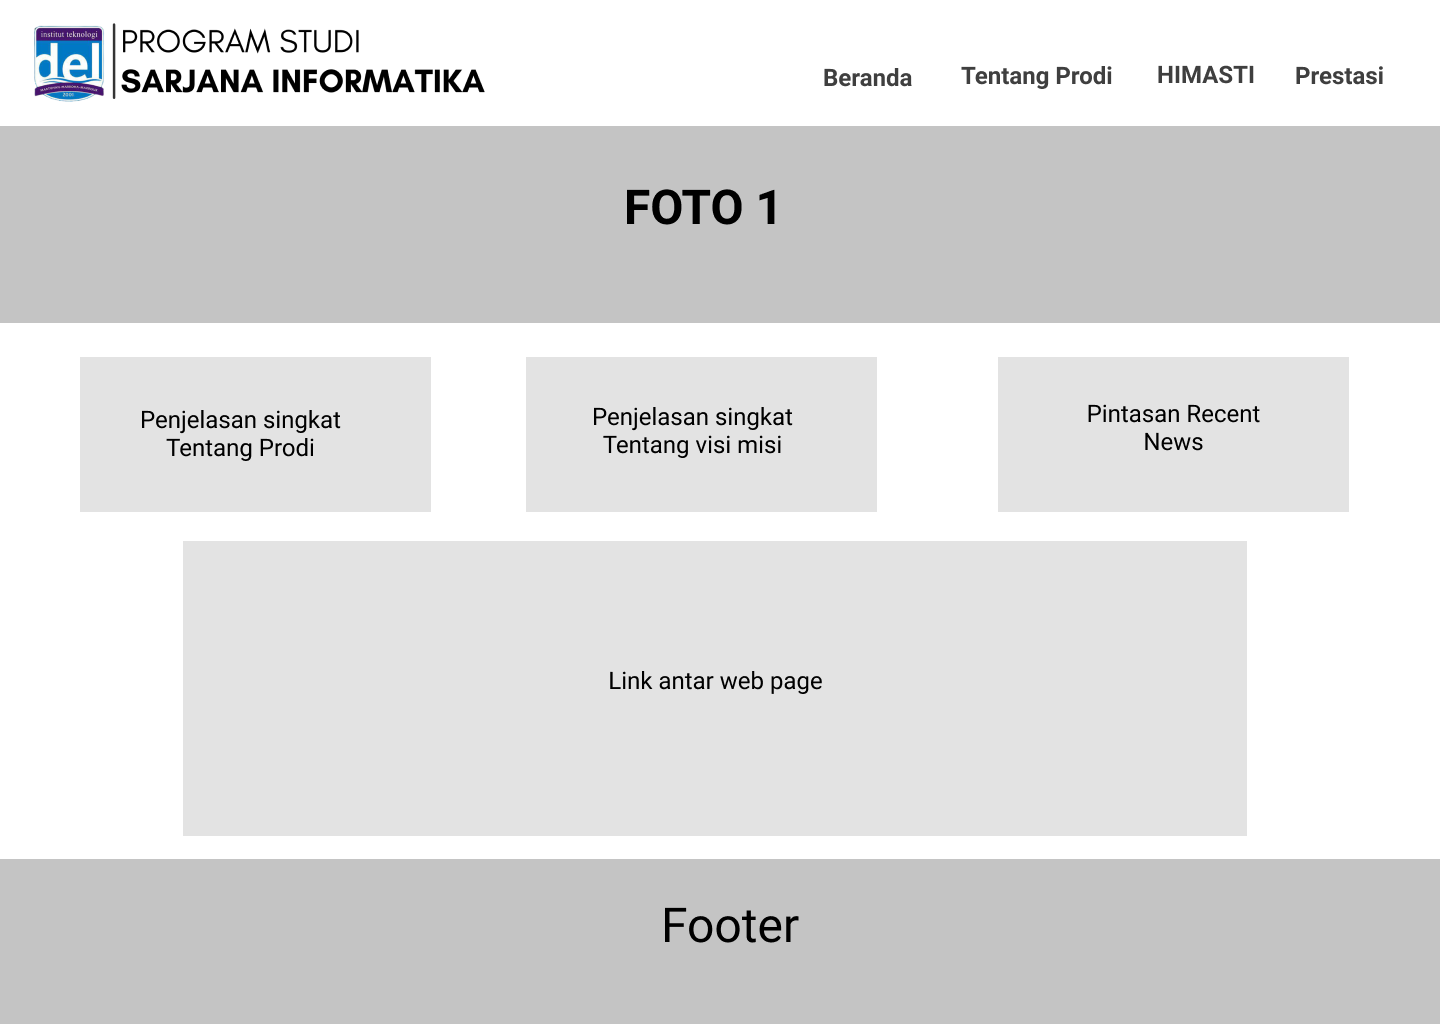 institut teknologi
del
2001
PROGRAM STUDI
SARJANA INFORMATIKA
Beranda
Tentang Prodi
HIMASTI
Prestasi
FOTO 1
Penjelasan singkat
Tentang Prodi
Penjelasan singkat
Tentang visi misi
Pintasan Recent
News
Link antar web page
Footer